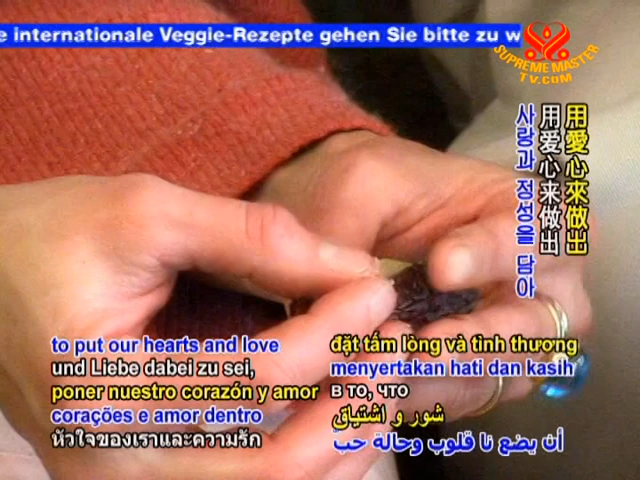 e internationale Veggie-Rezepte gehen Sie bitte zu w
SUPREME MASTER
TV.COM
用愛心來做出
用爱心来做出
사랑과 정성을 담아
to put our hearts and love
und Liebe dabei zu sei,
poner nuestro corazón y amor
corações e amor dentro
หัวใจของเราและความรัก
đặt tấm lòng và tình thương
menyertakan hati dan kasih
в то, что
شور و اشتیاق
أن يضع نا قلوب وحالة حب